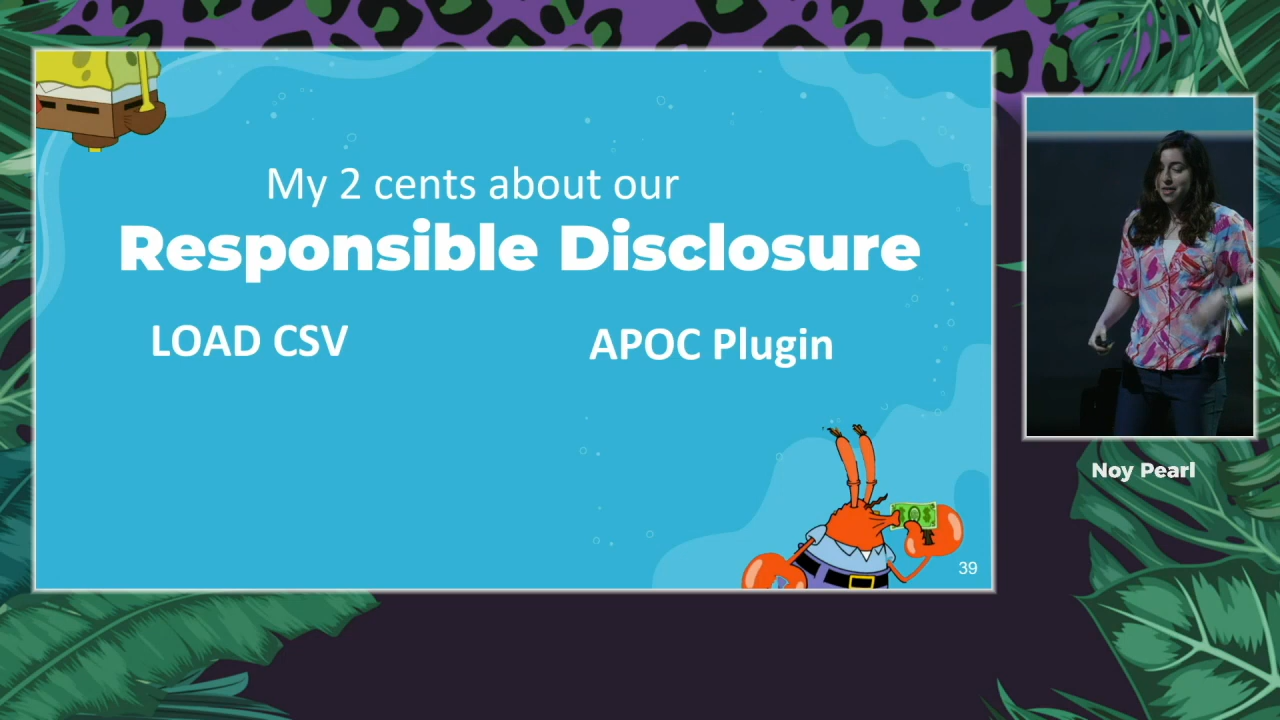 My 2 cents about our
Responsible Disclosure
LOAD CSV
APOC Plugin
39
Noy Pearl